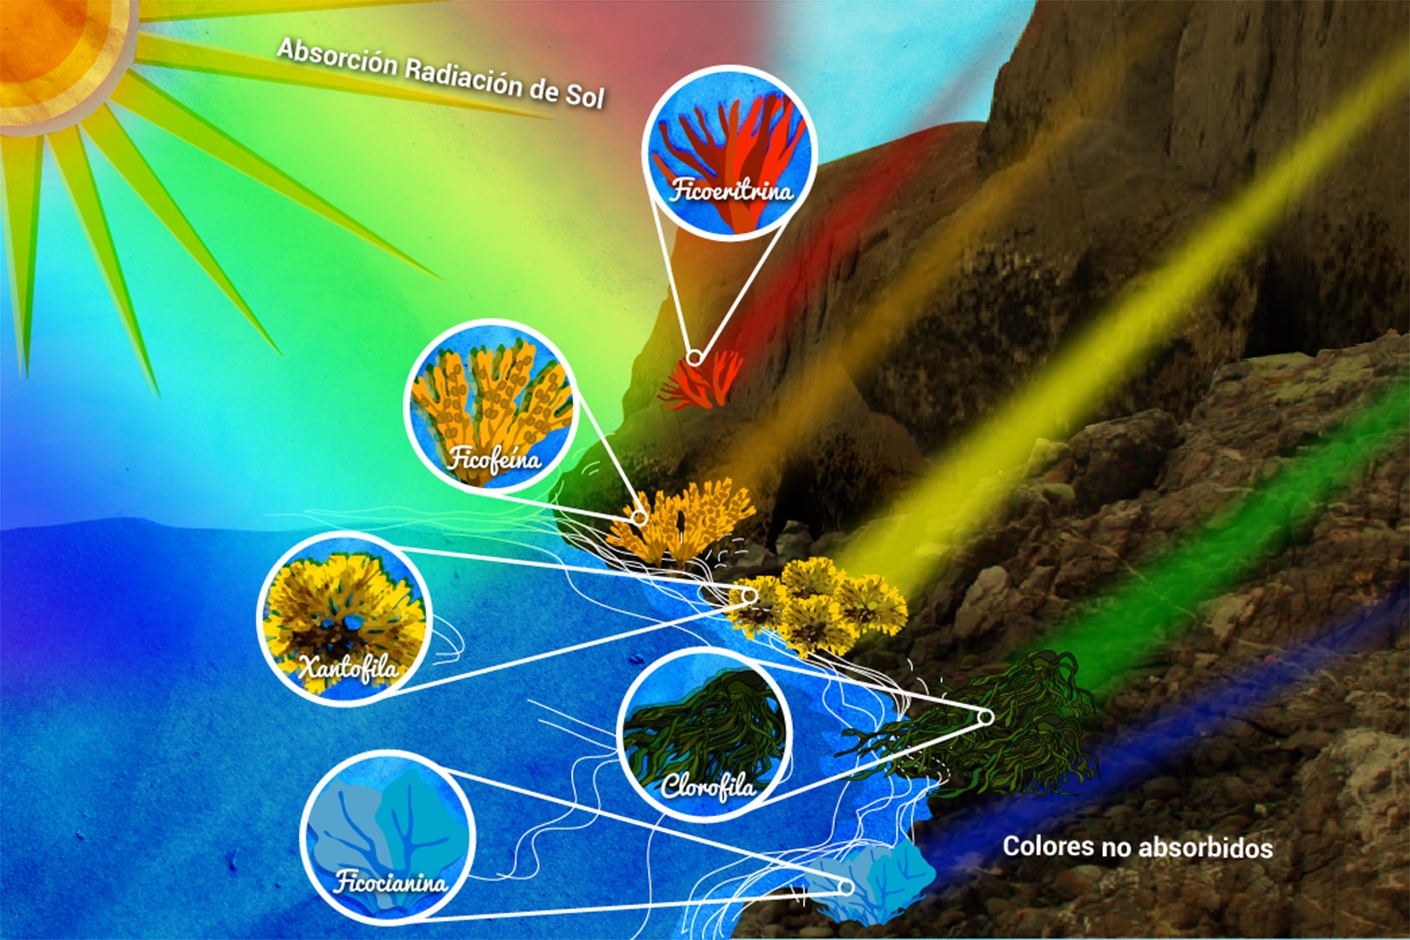 Absorción Radiación de Sol
Ficoeritrina
Ficofeína
Xantofila
Clorofila
Ficocianina
Colores no absorbidos